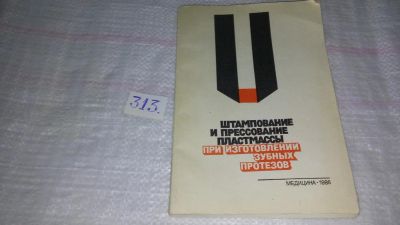 313.
ШТАМПОВАНИЕ
И ПРЕССОВАНИЕ
ПЛАСТМАССЫ
ПРИ ИЗГОТОВЛЕНИИ
ЗУБНЫХ
ПРОТЕЗОВ
МЕДИЦИНА · 1986